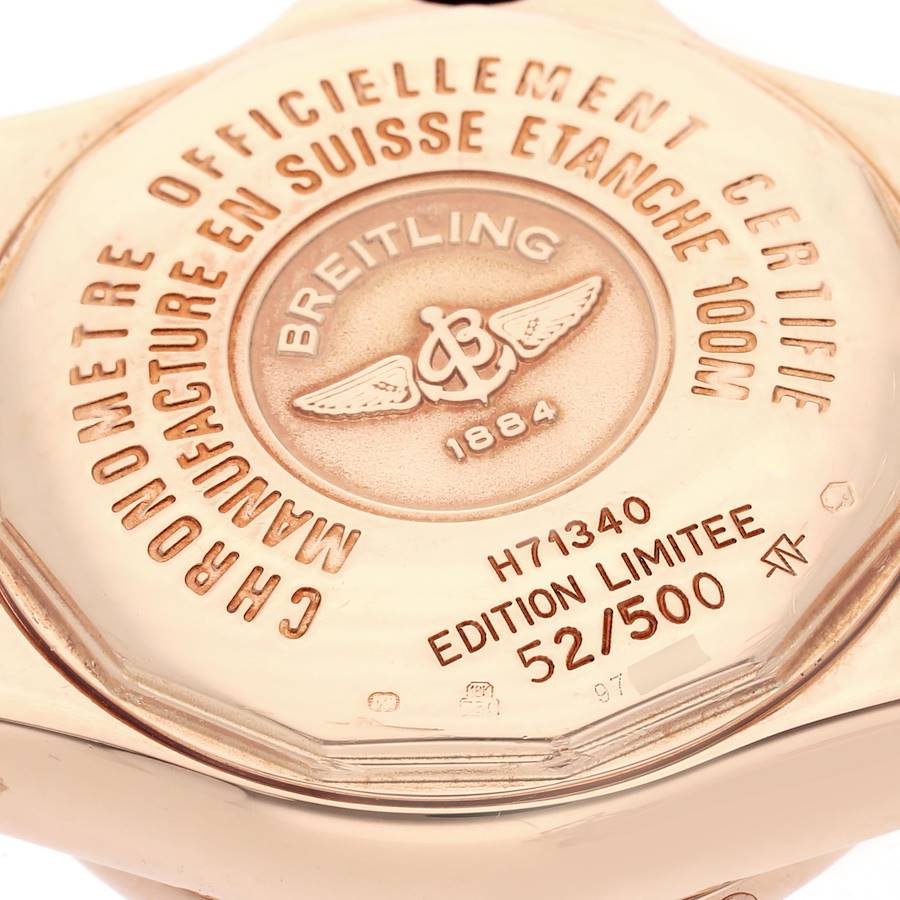 CHRONOMETRE OFFICIELLEMENT CERTIFIE
MANUFACTURE EN SUISSE ETANCHE 100M
BREITLING
1884
H71340
EDITION LIMITEE
52/500
97